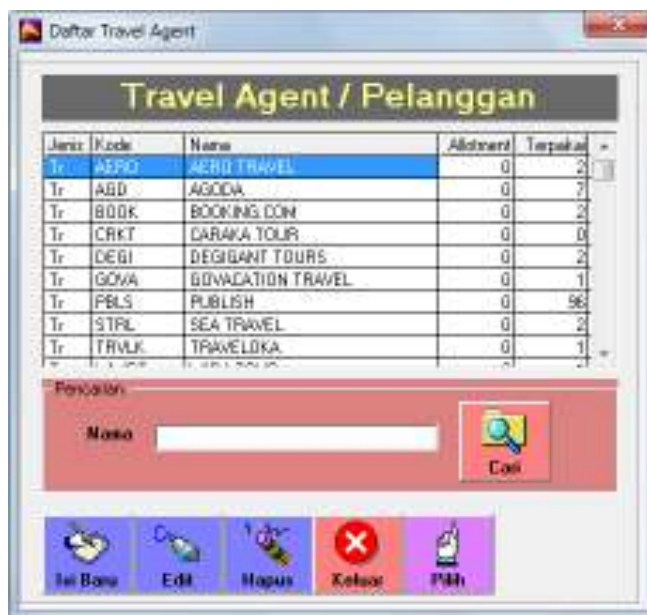 Daftar Travel Agent
Travel Agent / Pelanggan
Jenis Kode Nama Allotment Terpakai
Tr AERO AERO TRAVEL 0 2
Tr AGD AGODA 0 7
Tr BOOK BOOKING.COM 0 2
Tr CRKT CARAKA TOUR 0 0
Tr DEGI DEGIGANT TOURS 0 2
Tr GOVA GOVACATION TRAVEL 0 1
Tr PBLS PUBLISH 0 96
Tr STRL SEA TRAVEL 0 2
Tr TRVLK TRAVELOKA 0 1
Pencarian
Nama
Cari
Isi Baru Edit Hapus Keluar Pilih